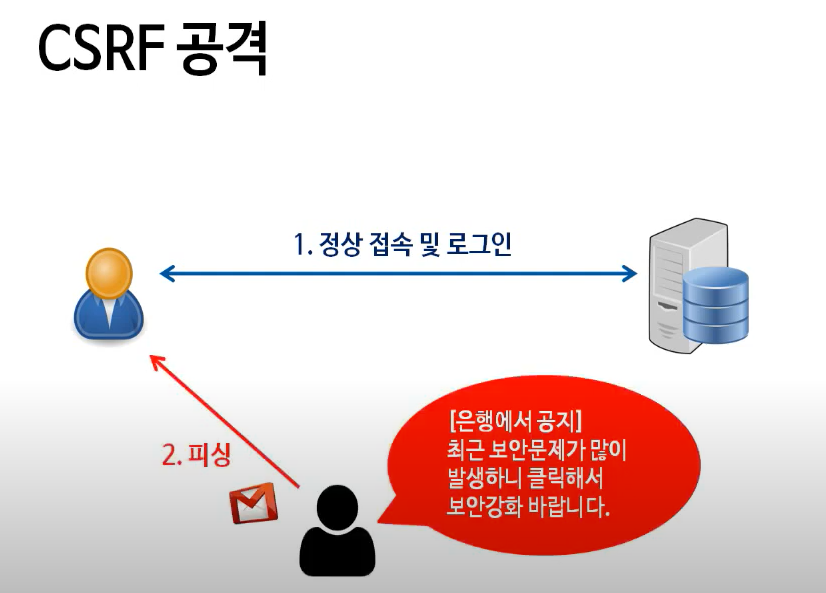 CSRF 공격
1. 정상 접속 및 로그인
2. 피싱
[은행에서 공지]
최근 보안문제가 많이
발생하니 클릭해서
보안강화 바랍니다.